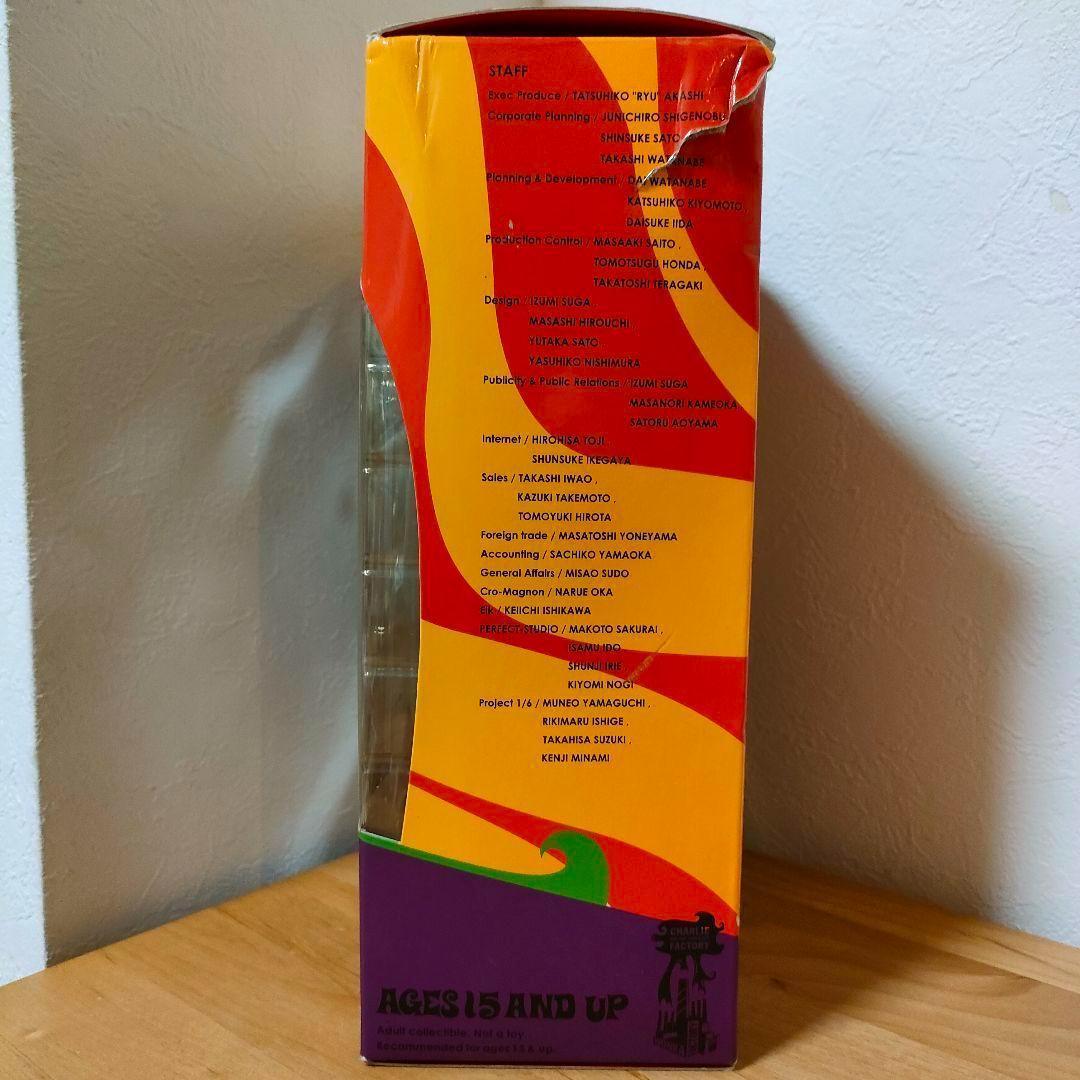 STAFF
Exec Produce / TATSUHIKO "RYU" AKASHI
Corporate Planning / JUNICHIRO SHIGENOBU
SHINSUKE SATO
TAKASHI WATANABE
Planning & Development / DAI WATANABE
KATSUHIKO KIYOMOTO,
DAISUKE IIDA
Production Control / MASAAKI SAITO ,
TOMOTSUGU HONDA ,
TAKATOSHI TERAGAKI
Design / IZUMI SUGA ,
MASASHI HIROUCHI ,
YUTAKA SATO
YASUHIKO NISHIMURA
Publicity & Public Relations / IZUMI SUGA
MASANORI KAMEOKA,
SATORU AOYAMA
Internet / HIROHISA TOJI ,
SHUNSUKE IKEGAYA
Sales / TAKASHI IWAO ,
KAZUKI TAKEMOTO ,
TOMOYUKI HIROTA
Foreign trade / MASATOSHI YONEYAMA
Accounting / SACHIKO YAMAOKA
General Affairs / MISAO SUDO
Cro-Magnon / NARUE OKA
Eik / KEIICHI ISHIKAWA
PERFECT-STUDIO / MAKOTO SAKURAI ,
ISAMU IDO
SHUNJI IRIE ,
KIYOMI NOGI
Project 1/6 / MUNEO YAMAGUCHI ,
RIKIMARU ISHIGE ,
TAKAHISA SUZUKI ,
KENJI MINAMI
CHARLIE
FACTORY
AGES 15 AND UP
Adult collectible. Not a toy.
Recommended for ages 15 & up.